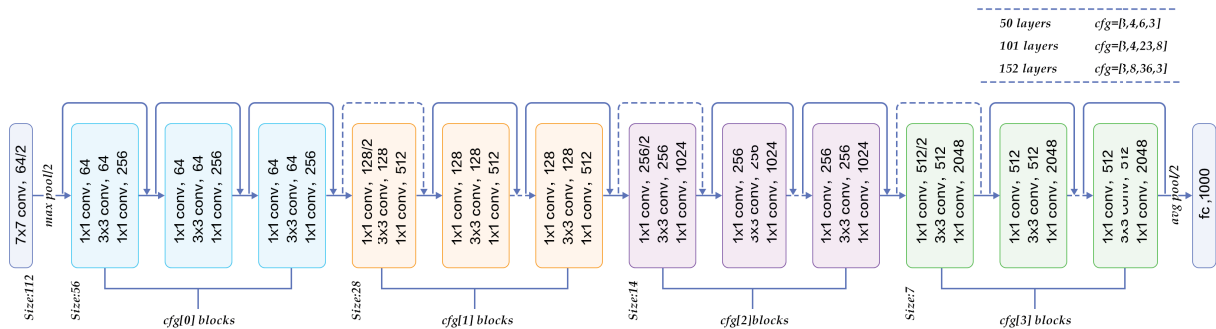 50 layers cfg=[3,4,6,3]
101 layers cfg=[3,4,23,8]
152 layers cfg=[3,8,36,3]
7x7 conv, 64/2
max pool/2
1x1 conv, 64
3x3 conv, 64
1x1 conv, 256
1x1 conv, 64
3x3 conv, 64
1x1 conv, 256
1x1 conv, 64
3x3 conv, 64
1x1 conv, 256
1x1 conv, 128/2
3x3 conv, 128
1x1 conv, 512
1x1 conv, 128
3x3 conv, 128
1x1 conv, 512
1x1 conv, 128
3x3 conv, 128
1x1 conv, 512
1x1 conv, 256/2
3x3 conv, 256
1x1 conv, 1024
1x1 conv, 256
3x3 conv, 256
1x1 conv, 1024
1x1 conv, 256
3x3 conv, 256
1x1 conv, 1024
1x1 conv, 512/2
3x3 conv, 512
1x1 conv, 2048
1x1 conv, 512
3x3 conv, 512
1x1 conv, 2048
1x1 conv, 512
3x3 conv, 512
1x1 conv, 2048
avg pool/2
fc ,1000
Size:112
Size:56
Size:28
Size:14
Size:7
cfg[0] blocks
cfg[1] blocks
cfg[2]blocks
cfg[3] blocks